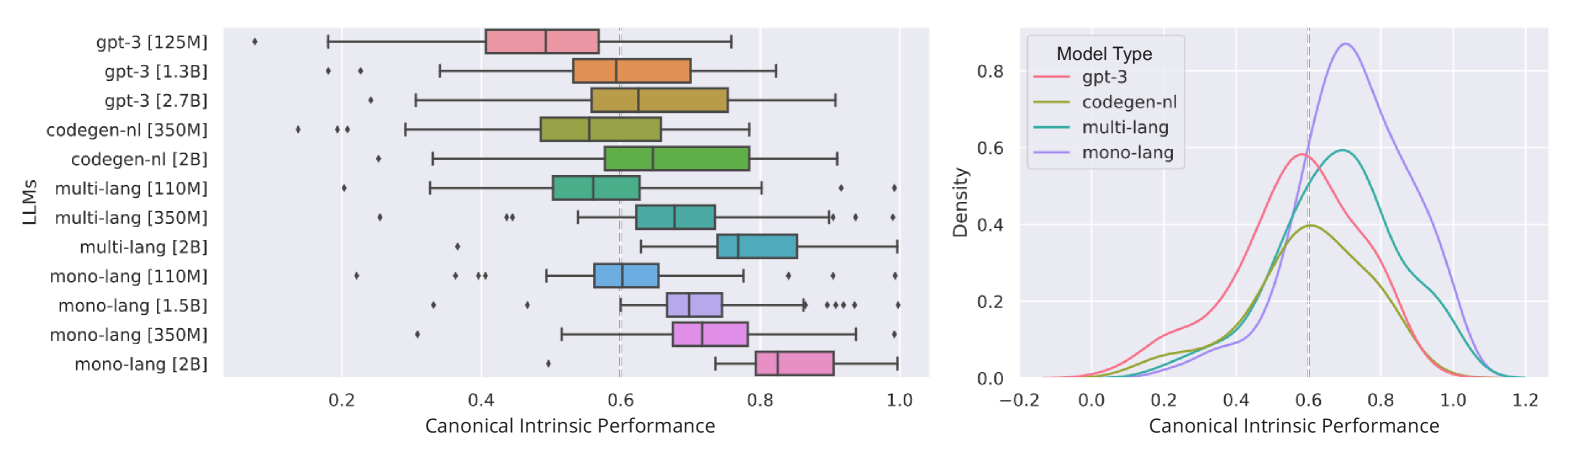 LLMs
gpt-3 [125M]
gpt-3 [1.3B]
gpt-3 [2.7B]
codegen-nl [350M]
codegen-nl [2B]
multi-lang [110M]
multi-lang [350M]
multi-lang [2B]
mono-lang [110M]
mono-lang [1.5B]
mono-lang [350M]
mono-lang [2B]
0.2 0.4 0.6 0.8 1.0
Canonical Intrinsic Performance
Density
0.8
0.6
0.4
0.2
0.0
Model Type
gpt-3
codegen-nl
multi-lang
mono-lang
−0.2 0.0 0.2 0.4 0.6 0.8 1.0 1.2
Canonical Intrinsic Performance